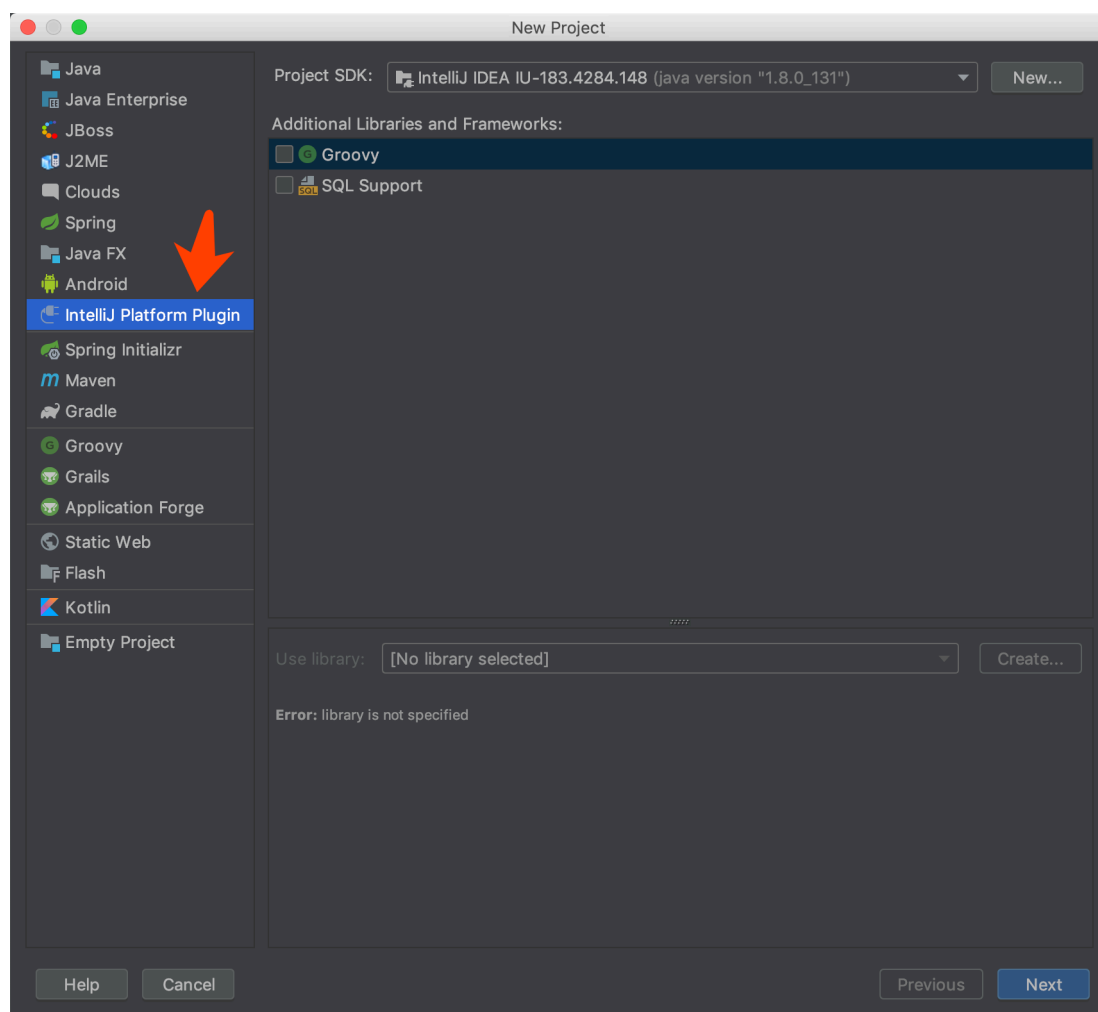 New Project
Java
Java Enterprise
JBoss
J2ME
Clouds
Spring
Java FX
Android
IntelliJ Platform Plugin
Spring Initializr
Maven
Gradle
Groovy
Grails
Application Forge
Static Web
Flash
Kotlin
Empty Project
Project SDK: IntelliJ IDEA IU-183.4284.148 (java version "1.8.0_131") New...
Additional Libraries and Frameworks:
Groovy
SQL Support
Use library: [No library selected] Create...
Error: library is not specified
Help Cancel Previous Next